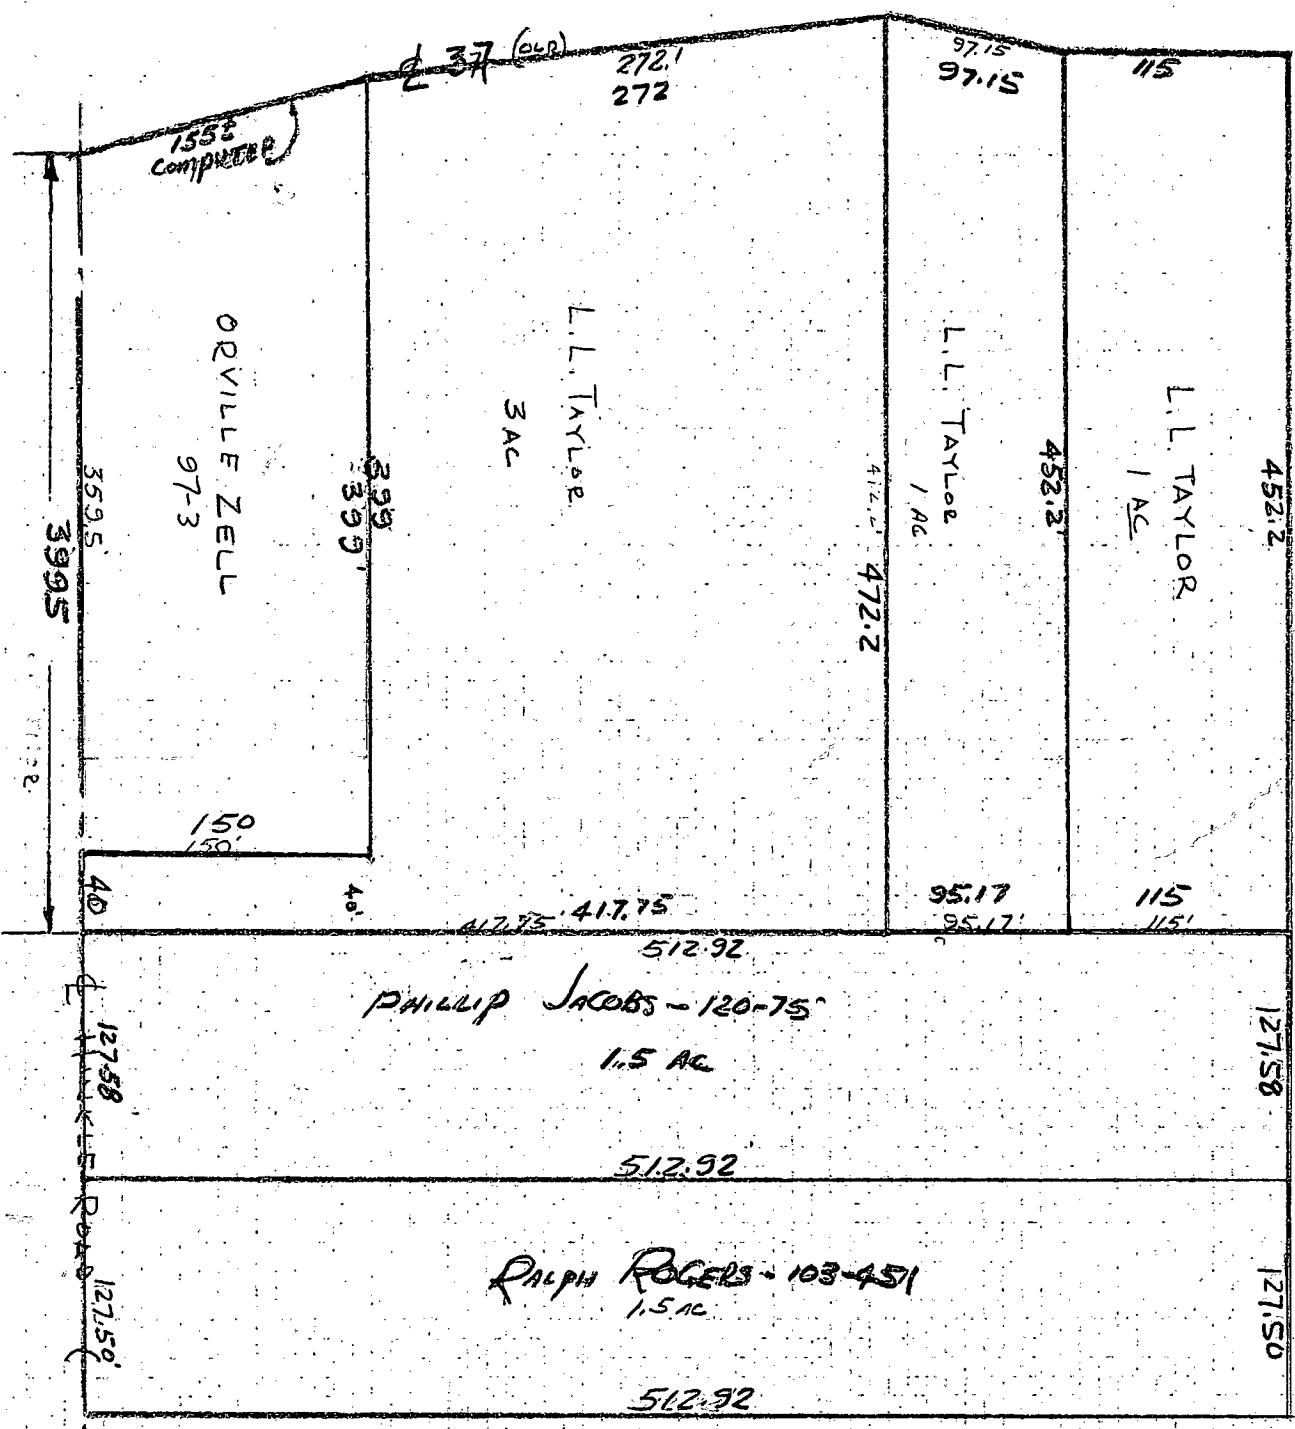 ℄ 37 (OLD)
272.1
272
97.15
97.15
115
155±
COMPUTED
ORVILLE ZELL
97-3
L.L. TAYLOR
3 AC
L.L. TAYLOR
1 AC
L.L. TAYLOR
1 AC
359.5
3995
399
399'
472.2
452.2'
452.2
150
150'
40
40'
417.75
417.75
95.17
95.17'
115
115'
512.92
PHILLIP JACOBS - 120-75
1.5 AC
127.58
127.58
512.92
RALPH ROGERS - 103-451
1.5 AC
127.50'
127.50
512.92
℄ HINKLE ROAD